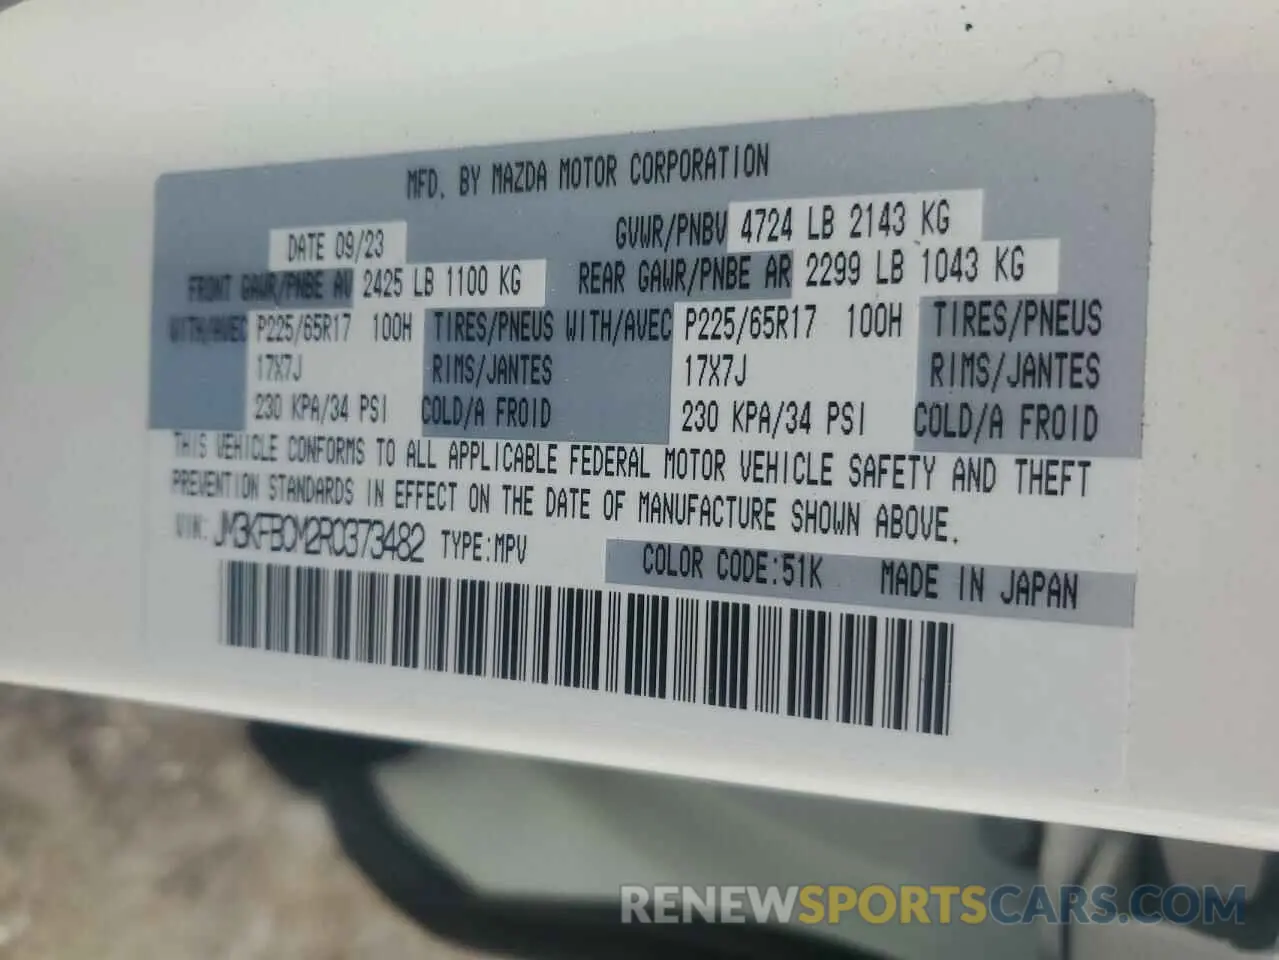 MFD. BY MAZDA MOTOR CORPORATION
DATE 09/23 GVWR/PNBV 4724 LB 2143 KG
FRONT GAWR/PNBE AV 2425 LB 1100 KG REAR GAWR/PNBE AR 2299 LB 1043 KG
WITH/AVEC P225/65R17 100H TIRES/PNEUS WITH/AVEC P225/65R17 100H TIRES/PNEUS
17X7J RIMS/JANTES 17X7J RIMS/JANTES
230 KPA/34 PSI COLD/A FROID 230 KPA/34 PSI COLD/A FROID
THIS VEHICLE CONFORMS TO ALL APPLICABLE FEDERAL MOTOR VEHICLE SAFETY AND THEFT
PREVENTION STANDARDS IN EFFECT ON THE DATE OF MANUFACTURE SHOWN ABOVE.
VIN: JM3KFBCM2R0373482 TYPE:MPV COLOR CODE:51K MADE IN JAPAN
RENEWSPORTSCARS.COM